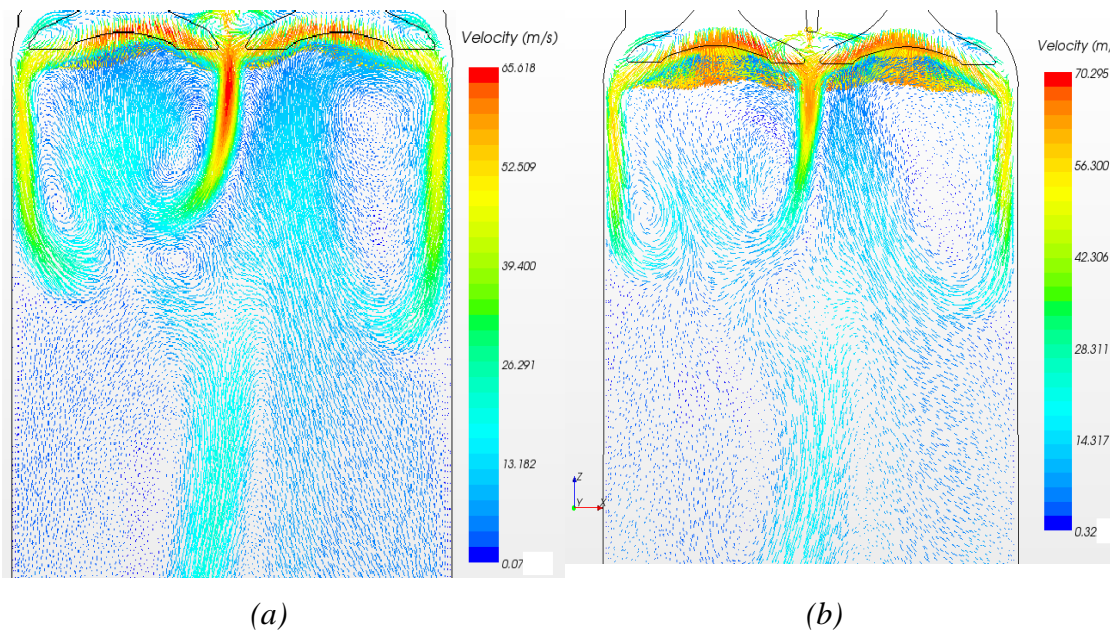 Velocity (m/s)
65.618
52.509
39.400
26.291
13.182
0.07
Velocity (m/
70.295
56.300
42.306
28.311
14.317
0.32
Z
Y
X
(a)
(b)